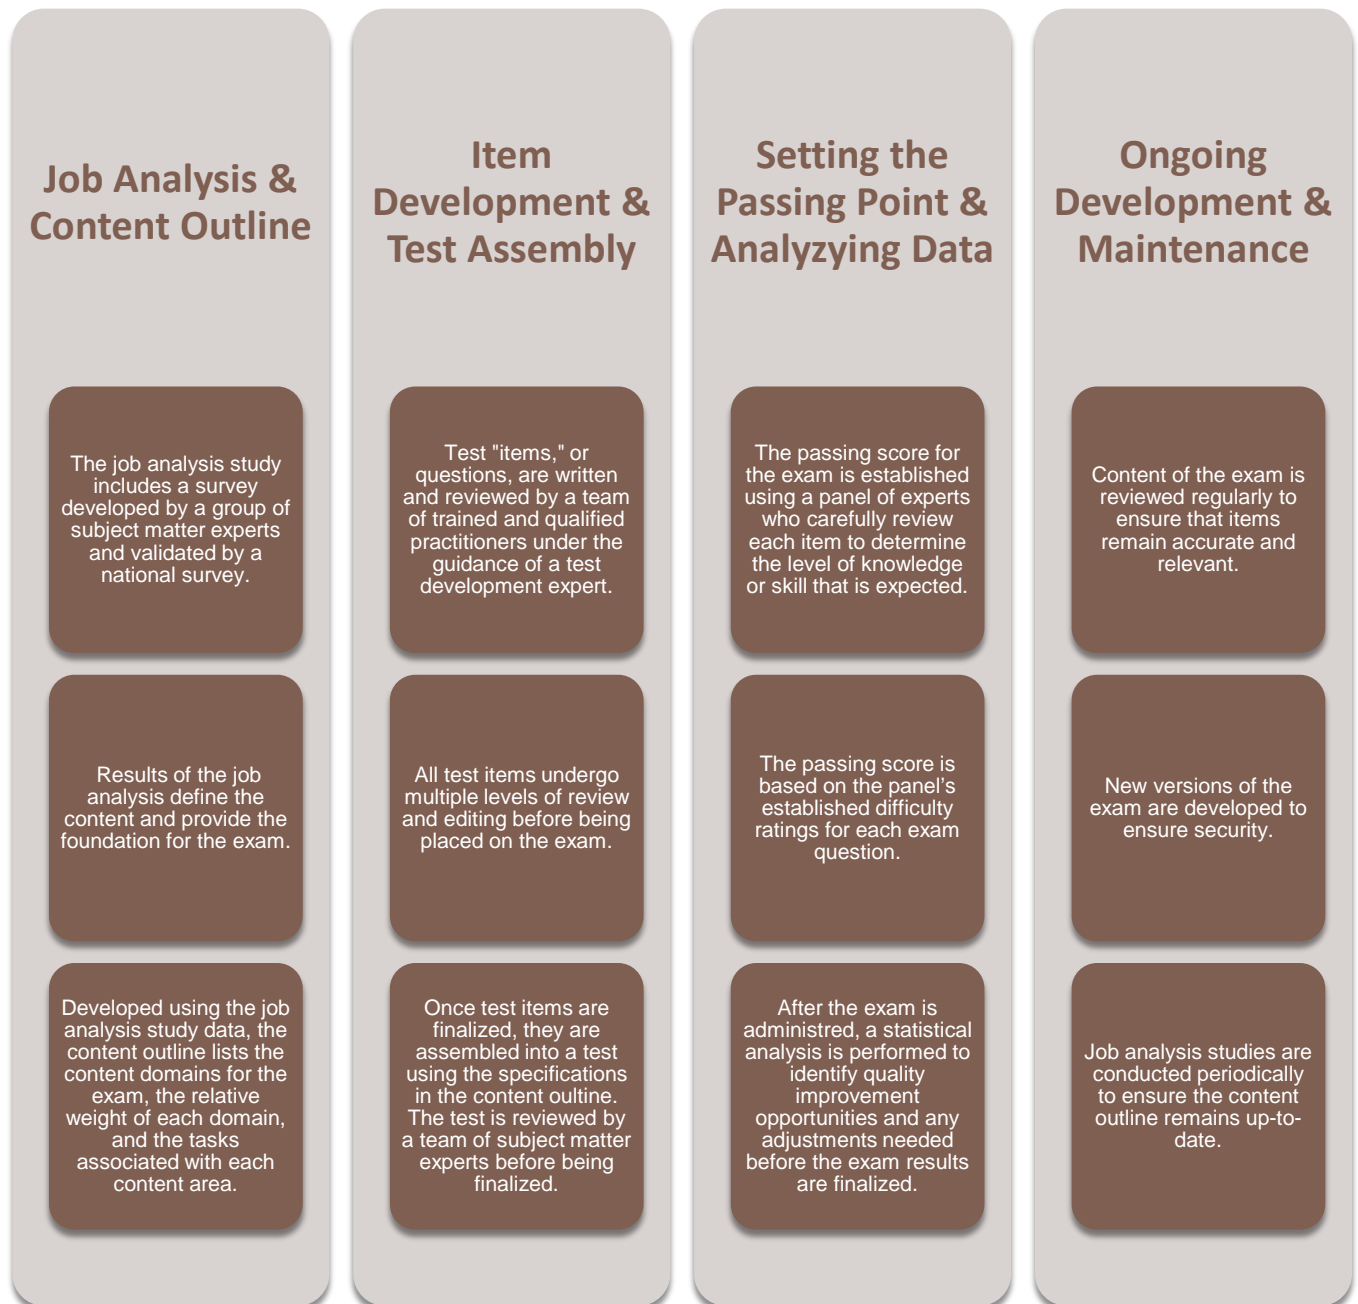 Job Analysis &
Content Outline
The job analysis study
includes a survey
developed by a group of
subject matter experts
and validated by a
national survey.
Results of the job
analysis define the
content and provide the
foundation for the exam.
Developed using the job
analysis study data, the
content outline lists the
content domains for the
exam, the relative
weight of each domain,
and the tasks
associated with each
content area.
Item
Development &
Test Assembly
Test "items," or
questions, are written
and reviewed by a team
of trained and qualified
practitioners under the
guidance of a test
development expert.
All test items undergo
multiple levels of review
and editing before being
placed on the exam.
Once test items are
finalized, they are
assembled into a test
using the specifications
in the content oultine.
The test is reviewed by
a team of subject matter
experts before being
finalized.
Setting the
Passing Point &
Analyzying Data
The passing score for
the exam is established
using a panel of experts
who carefully review
each item to determine
the level of knowledge
or skill that is expected.
The passing score is
based on the panel’s
established difficulty
ratings for each exam
question.
After the exam is
administred, a statistical
analysis is performed to
identify quality
improvement
opportunities and any
adjustments needed
before the exam results
are finalized.
Ongoing
Development &
Maintenance
Content of the exam is
reviewed regularly to
ensure that items
remain accurate and
relevant.
New versions of the
exam are developed to
ensure security.
Job analysis studies are
conducted periodically
to ensure the content
outline remains up-to-
date.